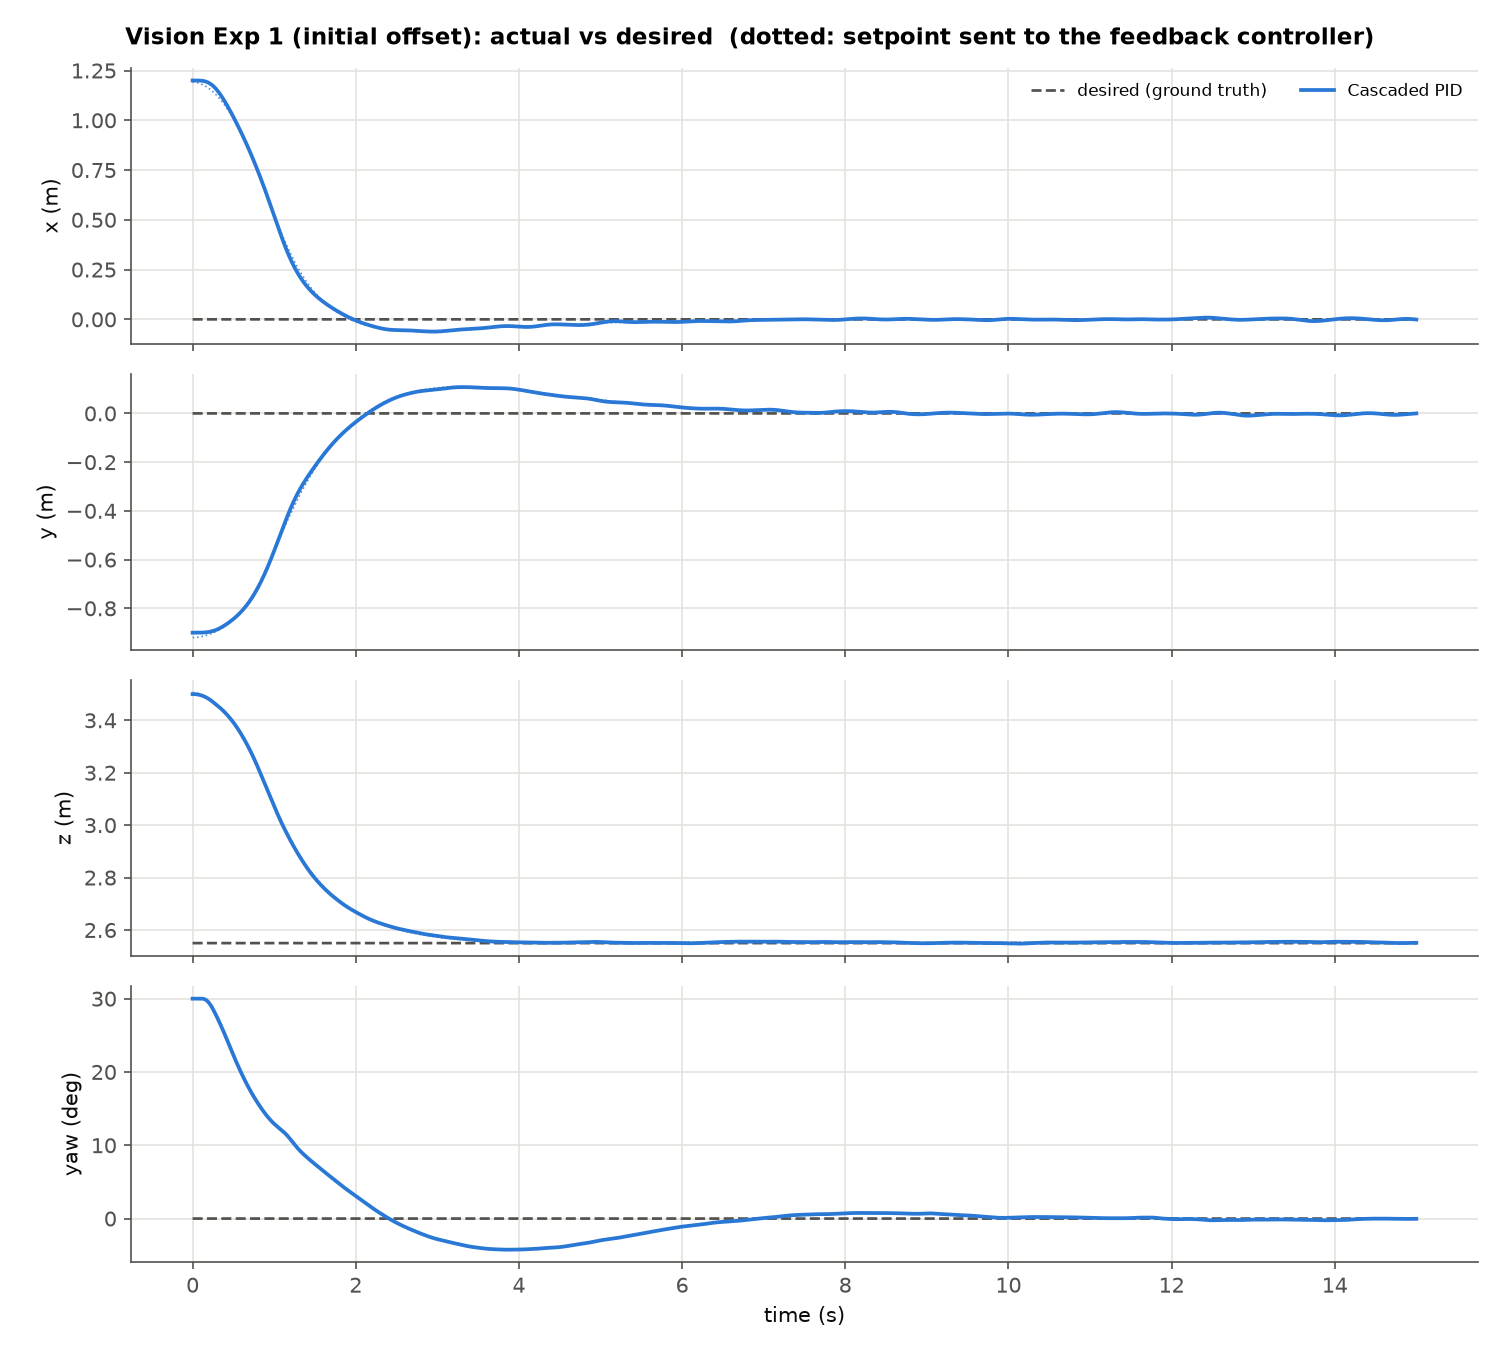 Vision Exp 1 (initial offset): actual vs desired  (dotted: setpoint sent to the feedback controller)
desired (ground truth)
Cascaded PID
x (m)
1.25
1.00
0.75
0.50
0.25
0.00
y (m)
0.0
−0.2
−0.4
−0.6
−0.8
z (m)
3.4
3.2
3.0
2.8
2.6
yaw (deg)
30
20
10
0
0 2 4 6 8 10 12 14
time (s)